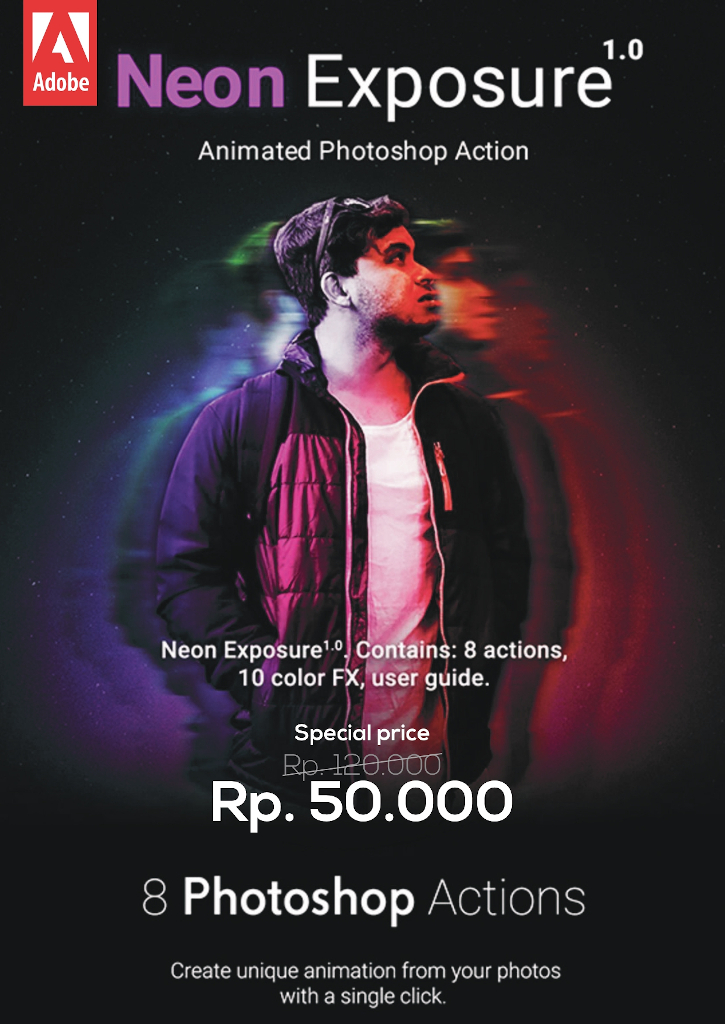 Adobe
Neon Exposure 1.0
Animated Photoshop Action
Neon Exposure1.0. Contains: 8 actions,
10 color FX, user guide.
Special price
Rp. 120.000
Rp. 50.000
8 Photoshop Actions
Create unique animation from your photos
with a single click.